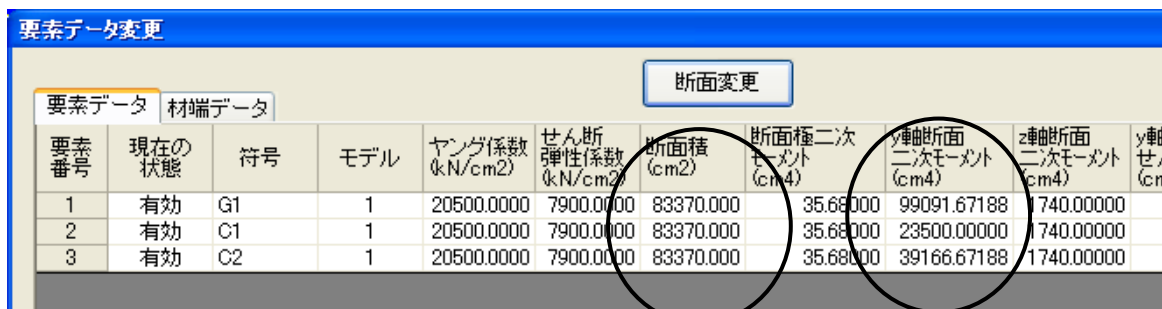 要素データ変更
断面変更
要素データ 材端データ
要素番号 現在の状態 符号 モデル ヤング係数(kN/cm2) せん断弾性係数(kN/cm2) 断面積(cm2) 断面極二次モーメント(cm4) y軸断面二次モーメント(cm4) z軸断面二次モーメント(cm4)
1 有効 G1 1 20500.0000 7900.0000 83370.000 35.68000 99091.67188 1740.00000
2 有効 C1 1 20500.0000 7900.0000 83370.000 35.68000 23500.00000 1740.00000
3 有効 C2 1 20500.0000 7900.0000 83370.000 35.68000 39166.67188 1740.00000